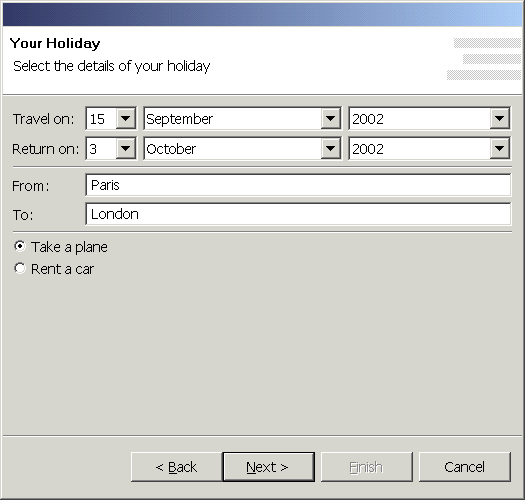 Your Holiday
Select the details of your holiday
Travel on: 15 September 2002
Return on: 3 October 2002
From: Paris
To: London
Take a plane
Rent a car
< Back Next > Finish Cancel